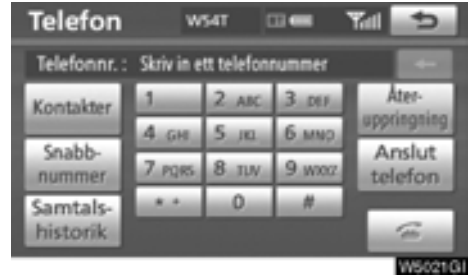 Telefon W54T
Telefonnr. : Skriv in ett telefonnummer
Kontakter 1 2 ABC 3 DEF Åter-
uppringning
Snabb-
nummer 4 GHI 5 JKL 6 MNO
7 PQRS 8 TUV 9 WXYZ Anslut
telefon
Samtals-
historik * + 0 #
W5021GI